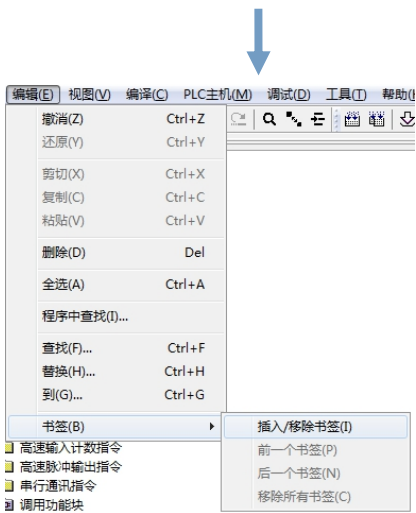 编辑(E) 视图(V) 编译(C) PLC主机(M) 调试(D) 工具(T) 帮助(
撤消(Z) Ctrl+Z
还原(Y) Ctrl+Y
剪切(X) Ctrl+X
复制(C) Ctrl+C
粘贴(V) Ctrl+V
删除(D) Del
全选(A) Ctrl+A
程序中查找(I)...
查找(F)... Ctrl+F
替换(H)... Ctrl+H
到(G)... Ctrl+G
书签(B) 插入/移除书签(I)
前一个书签(P)
后一个书签(N)
移除所有书签(C)
高速输入计数指令
高速脉冲输出指令
串行通讯指令
调用功能块